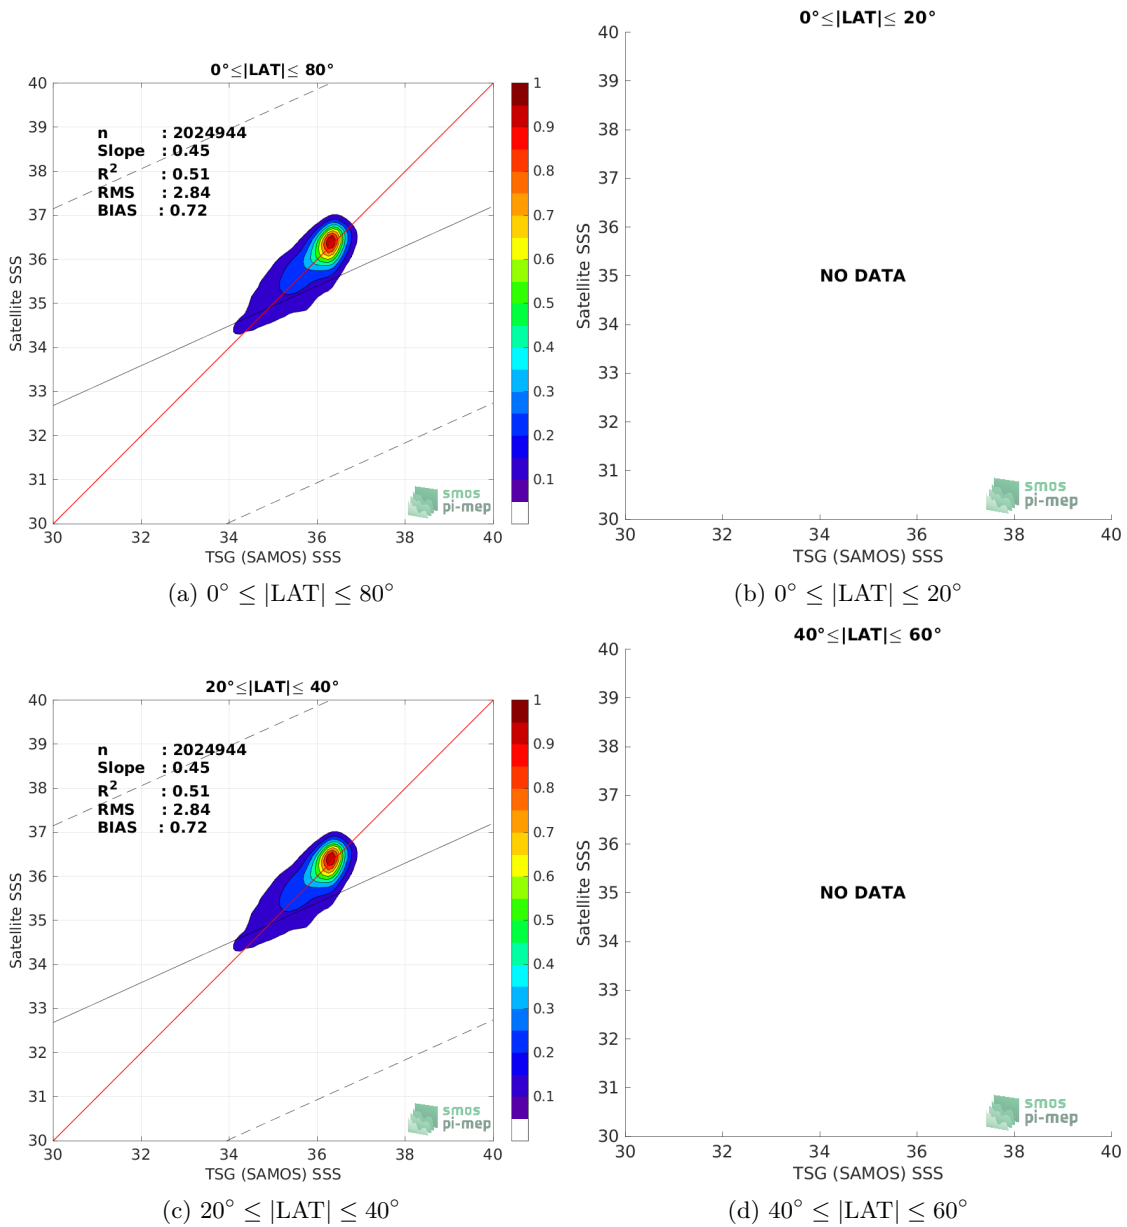 0°≤|LAT|≤ 80°
40
39
38
37
36
35
34
33
32
31
30
Satellite SSS
n : 2024944
Slope : 0.45
R² : 0.51
RMS : 2.84
BIAS : 0.72
1
0.9
0.8
0.7
0.6
0.5
0.4
0.3
0.2
0.1
smos
pi-mep
30 32 34 36 38 40
TSG (SAMOS) SSS
(a) 0° ≤ |LAT| ≤ 80°
0°≤|LAT|≤ 20°
40
39
38
37
36
35
34
33
32
31
30
Satellite SSS
NO DATA
smos
pi-mep
30 32 34 36 38 40
TSG (SAMOS) SSS
(b) 0° ≤ |LAT| ≤ 20°
20°≤|LAT|≤ 40°
40
39
38
37
36
35
34
33
32
31
30
Satellite SSS
n : 2024944
Slope : 0.45
R² : 0.51
RMS : 2.84
BIAS : 0.72
1
0.9
0.8
0.7
0.6
0.5
0.4
0.3
0.2
0.1
smos
pi-mep
30 32 34 36 38 40
TSG (SAMOS) SSS
(c) 20° ≤ |LAT| ≤ 40°
40°≤|LAT|≤ 60°
40
39
38
37
36
35
34
33
32
31
30
Satellite SSS
NO DATA
smos
pi-mep
30 32 34 36 38 40
TSG (SAMOS) SSS
(d) 40° ≤ |LAT| ≤ 60°